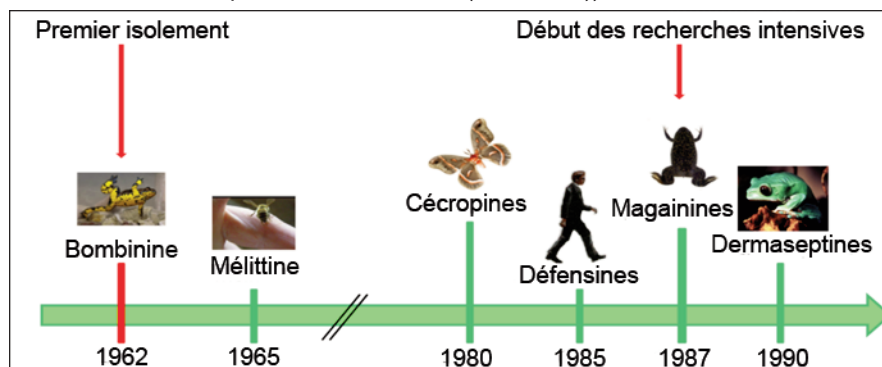 Premier isolement
Début des recherches intensives
Bombinine
Mélittine
Cécropines
Défensines
Magainines
Dermaseptines
1962
1965
1980
1985
1987
1990